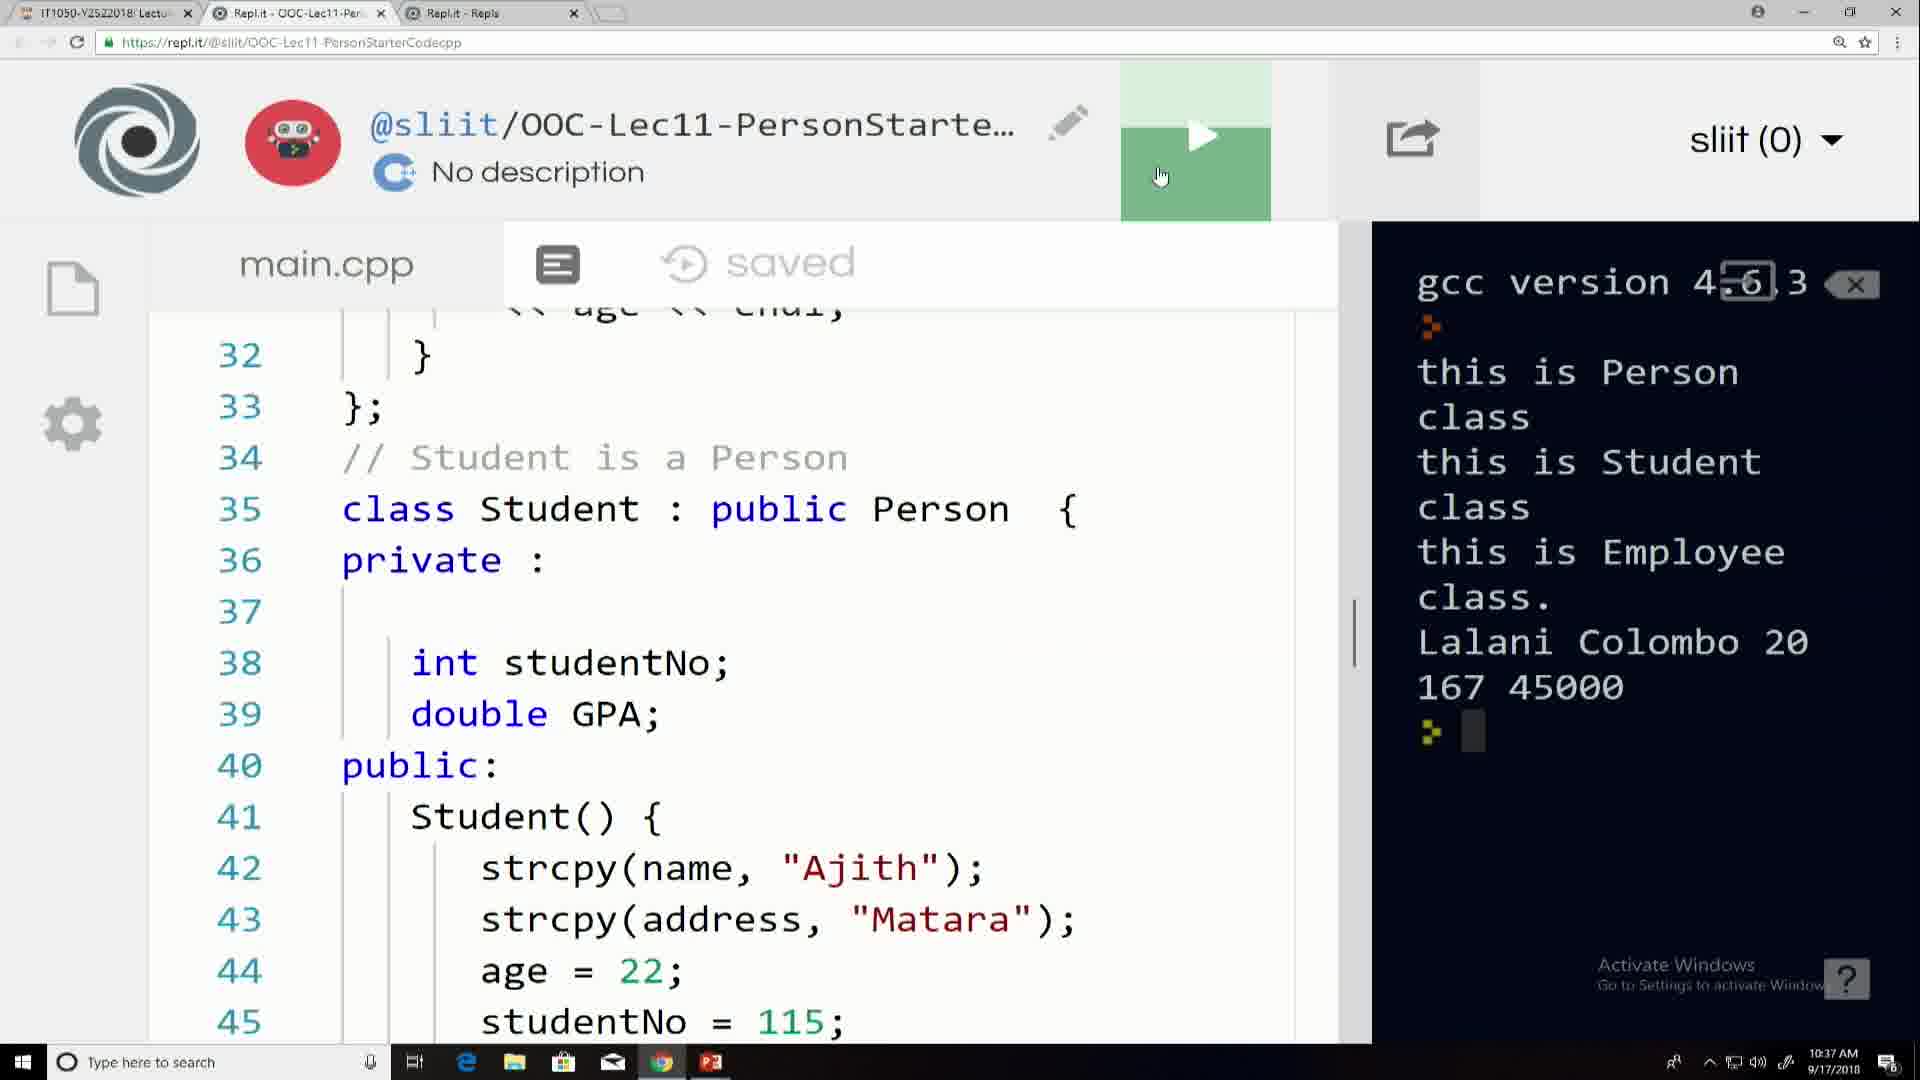 IT1050-Y2S22018: Lectu
Repl.it - OOC-Lec11-Per
Repl.it - Repls
https://repl.it/@sliit/OOC-Lec11-PersonStarterCodecpp
@sliit/OOC-Lec11-PersonStarte...
No description
sliit (0)
main.cpp
saved
<< age << endl;
32 }
33 };
34 // Student is a Person
35 class Student : public Person {
36 private :
37
38 int studentNo;
39 double GPA;
40 public:
41 Student() {
42 strcpy(name, "Ajith");
43 strcpy(address, "Matara");
44 age = 22;
45 studentNo = 115;
gcc version 4.6.3
this is Person
class
this is Student
class
this is Employee
class.
Lalani Colombo 20
167 45000
Activate Windows
Go to Settings to activate Window
?
Type here to search
10:37 AM
9/17/2018